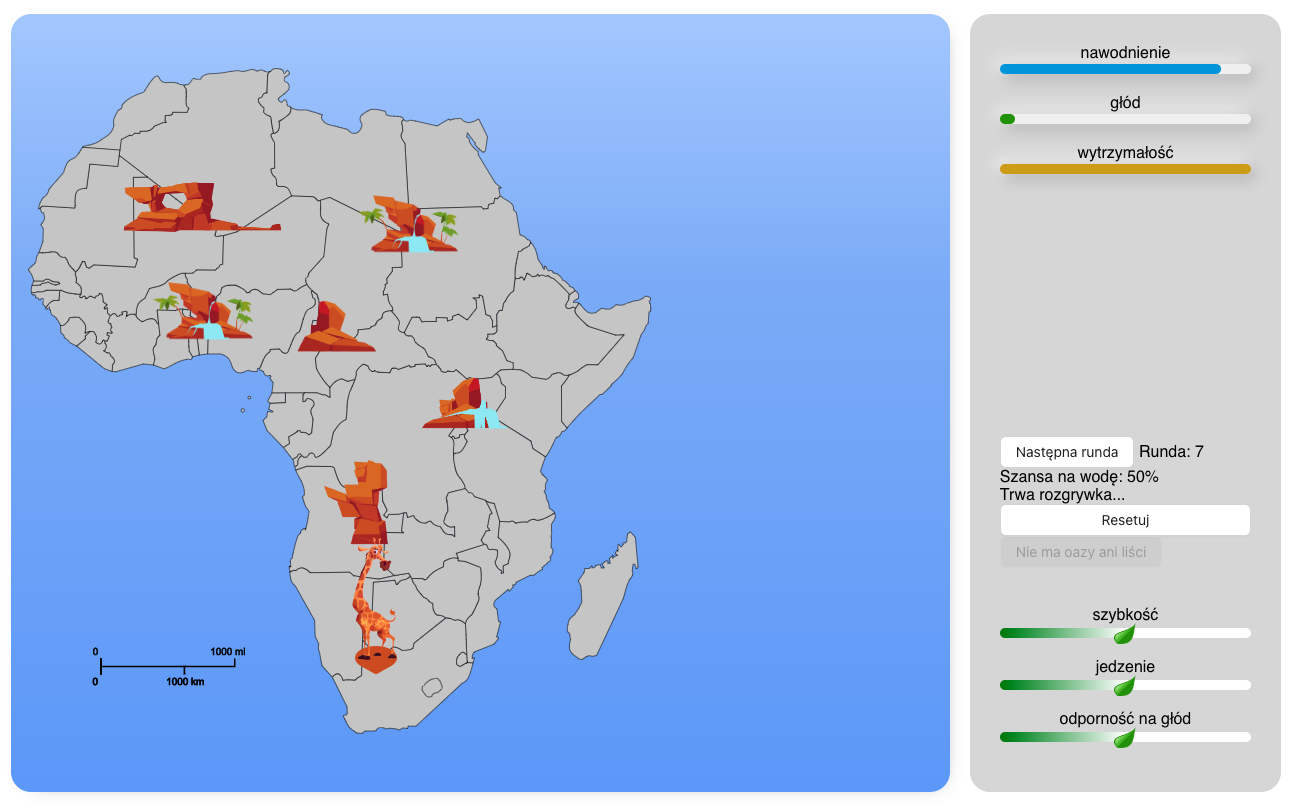 nawodnienie
głód
wytrzymałość
Następna runda Runda: 7
Szansa na wodę: 50%
Trwa rozgrywka...
Resetuj
Nie ma oazy ani liści
szybkość
jedzenie
odporność na głód
0 1000 mi
0 1000 km